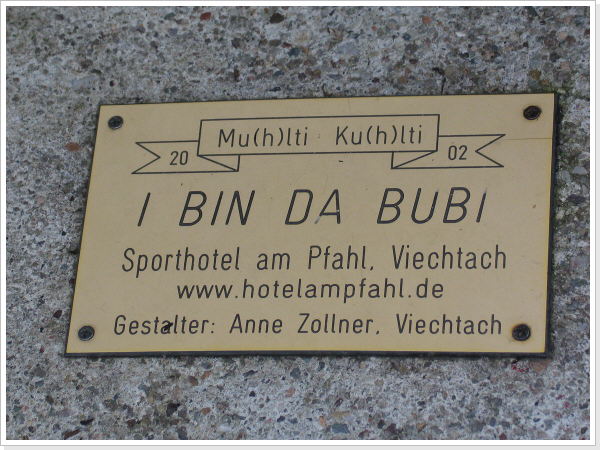 Mu(h)lti Ku(h)lti
20 02
I BIN DA BUBI
Sporthotel am Pfahl, Viechtach
www.hotelampfahl.de
Gestalter: Anne Zollner, Viechtach